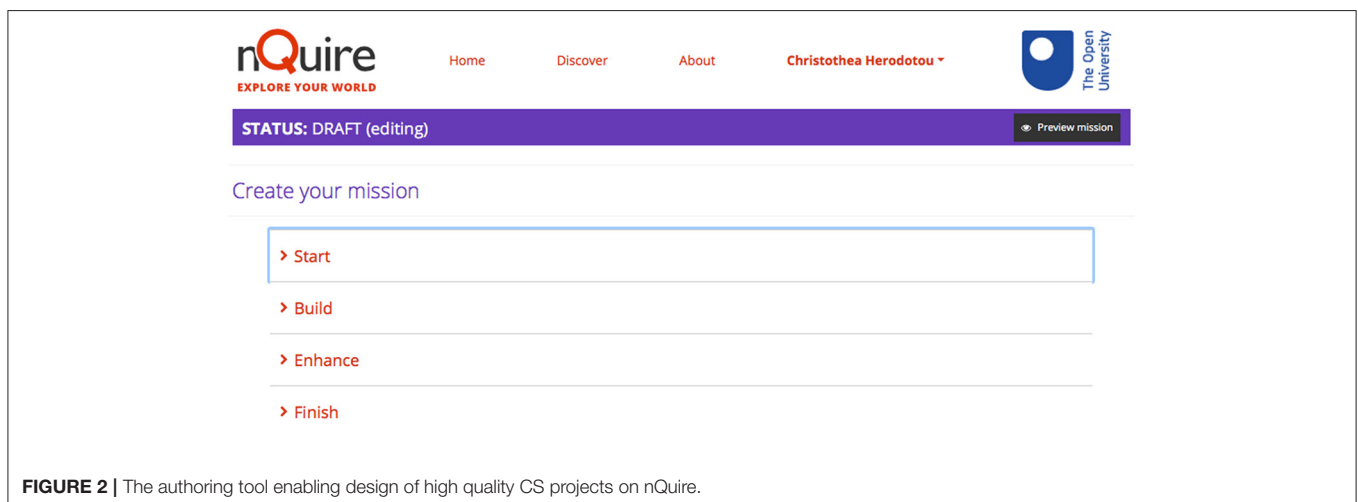 nQuire
EXPLORE YOUR WORLD
Home Discover About Christothea Herodotou
The Open University
STATUS: DRAFT (editing) Preview mission
Create your mission
Start
Build
Enhance
Finish
FIGURE 2 | The authoring tool enabling design of high quality CS projects on nQuire.